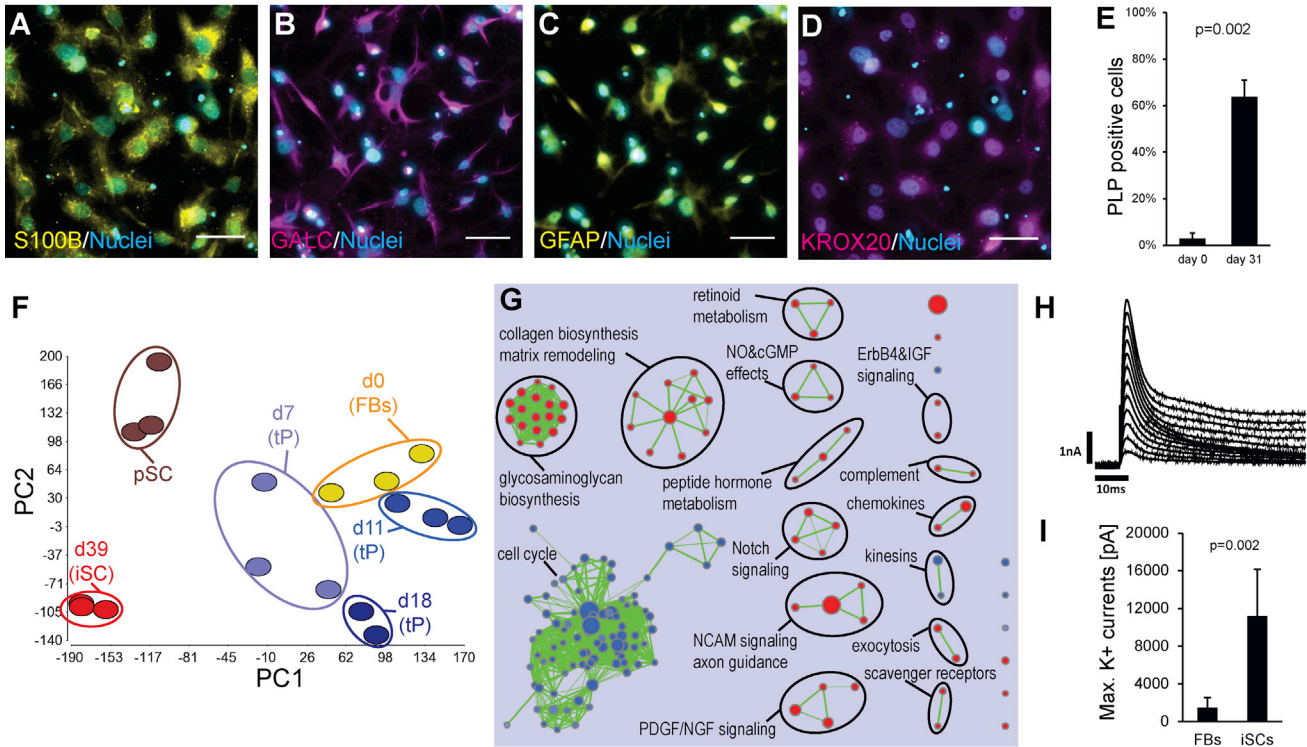 A
S100B/Nuclei
B
GALC/Nuclei
C
GFAP/Nuclei
D
KROX20/Nuclei
E
p=0.002
PLP positive cells
100%
80%
60%
40%
20%
0%
day 0
day 31
F
PC2
200
166
132
98
64
30
-3
-37
-71
-105
-140
-190
-153
-117
-81
-45
-10
26
62
98
134
170
PC1
pSC
d7
(tP)
d0
(FBs)
d11
(tP)
d39
(iSC)
d18
(tP)
G
retinoid
metabolism
collagen biosynthesis
matrix remodeling
NO&cGMP
effects
ErbB4&IGF
signaling
glycosaminoglycan
biosynthesis
peptide hormone
metabolism
complement
chemokines
cell cycle
Notch
signaling
kinesins
NCAM signaling
axon guidance
exocytosis
scavenger receptors
PDGF/NGF signaling
H
1nA
10ms
I
p=0.002
Max. K+ currents [pA]
20000
16000
12000
8000
4000
0
FBs
iSCs